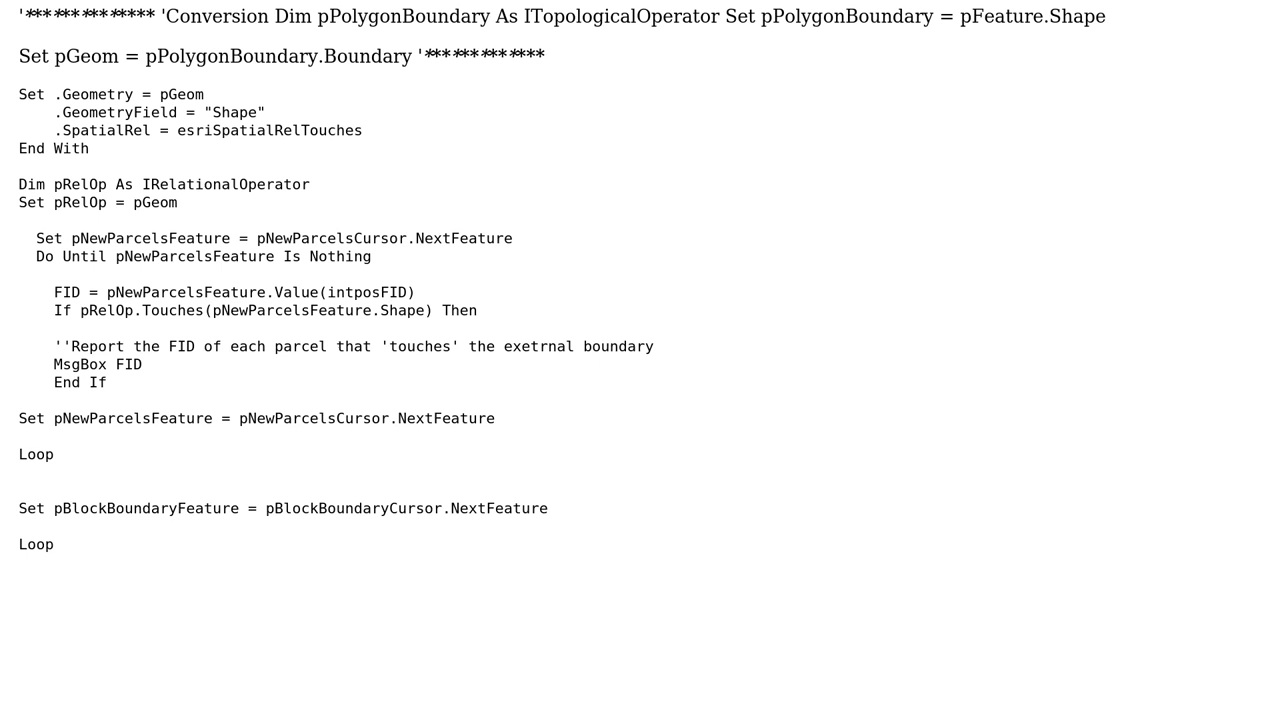 '*************** 'Conversion Dim pPolygonBoundary As ITopologicalOperator Set pPolygonBoundary = pFeature.Shape
Set pGeom = pPolygonBoundary.Boundary '**************
Set .Geometry = pGeom
    .GeometryField = "Shape"
    .SpatialRel = esriSpatialRelTouches
End With
Dim pRelOp As IRelationalOperator
Set pRelOp = pGeom
  Set pNewParcelsFeature = pNewParcelsCursor.NextFeature
  Do Until pNewParcelsFeature Is Nothing
    FID = pNewParcelsFeature.Value(intposFID)
    If pRelOp.Touches(pNewParcelsFeature.Shape) Then
    ''Report the FID of each parcel that 'touches' the exetrnal boundary
    MsgBox FID
    End If
Set pNewParcelsFeature = pNewParcelsCursor.NextFeature
Loop
Set pBlockBoundaryFeature = pBlockBoundaryCursor.NextFeature
Loop